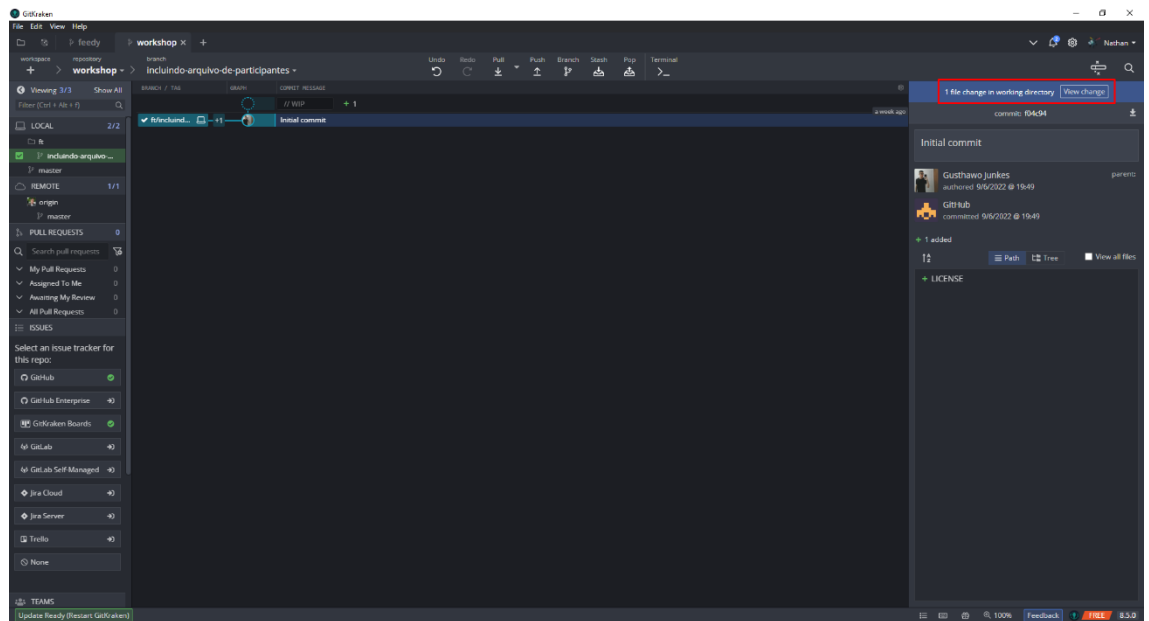 GitKraken
File Edit View Help
feedy
workshop ×
+
Nathan
workspace
repository
branch
+ > workshop
> incluindo-arquivo-de-participantes
Undo
Redo
Pull
Push
Branch
Stash
Pop
Terminal
Viewing 3/3 Show All
Filter (Ctrl + Alt + f)
LOCAL 2/2
ft
incluindo-arquivo-...
master
REMOTE 1/1
origin
master
PULL REQUESTS 0
Search pull requests
My Pull Requests 0
Assigned To Me 0
Awaiting My Review 0
All Pull Requests 0
ISSUES
Select an issue tracker for
this repo:
GitHub
GitHub Enterprise
GitKraken Boards
GitLab
GitLab Self-Managed
Jira Cloud
Jira Server
Trello
None
TEAMS
Update Ready (Restart GitKraken)
BRANCH / TAG GRAPH COMMIT MESSAGE
// WIP + 1
a week ago
ft/incluind... +1 Initial commit
1 file change in working directory View change
commit: f04c94
Initial commit
Gusthawo Junkes parent:
authored 9/6/2022 @ 19:49
GitHub
committed 9/6/2022 @ 19:49
+ 1 added
Path Tree View all files
+ LICENSE
100% Feedback FREE 8.5.0